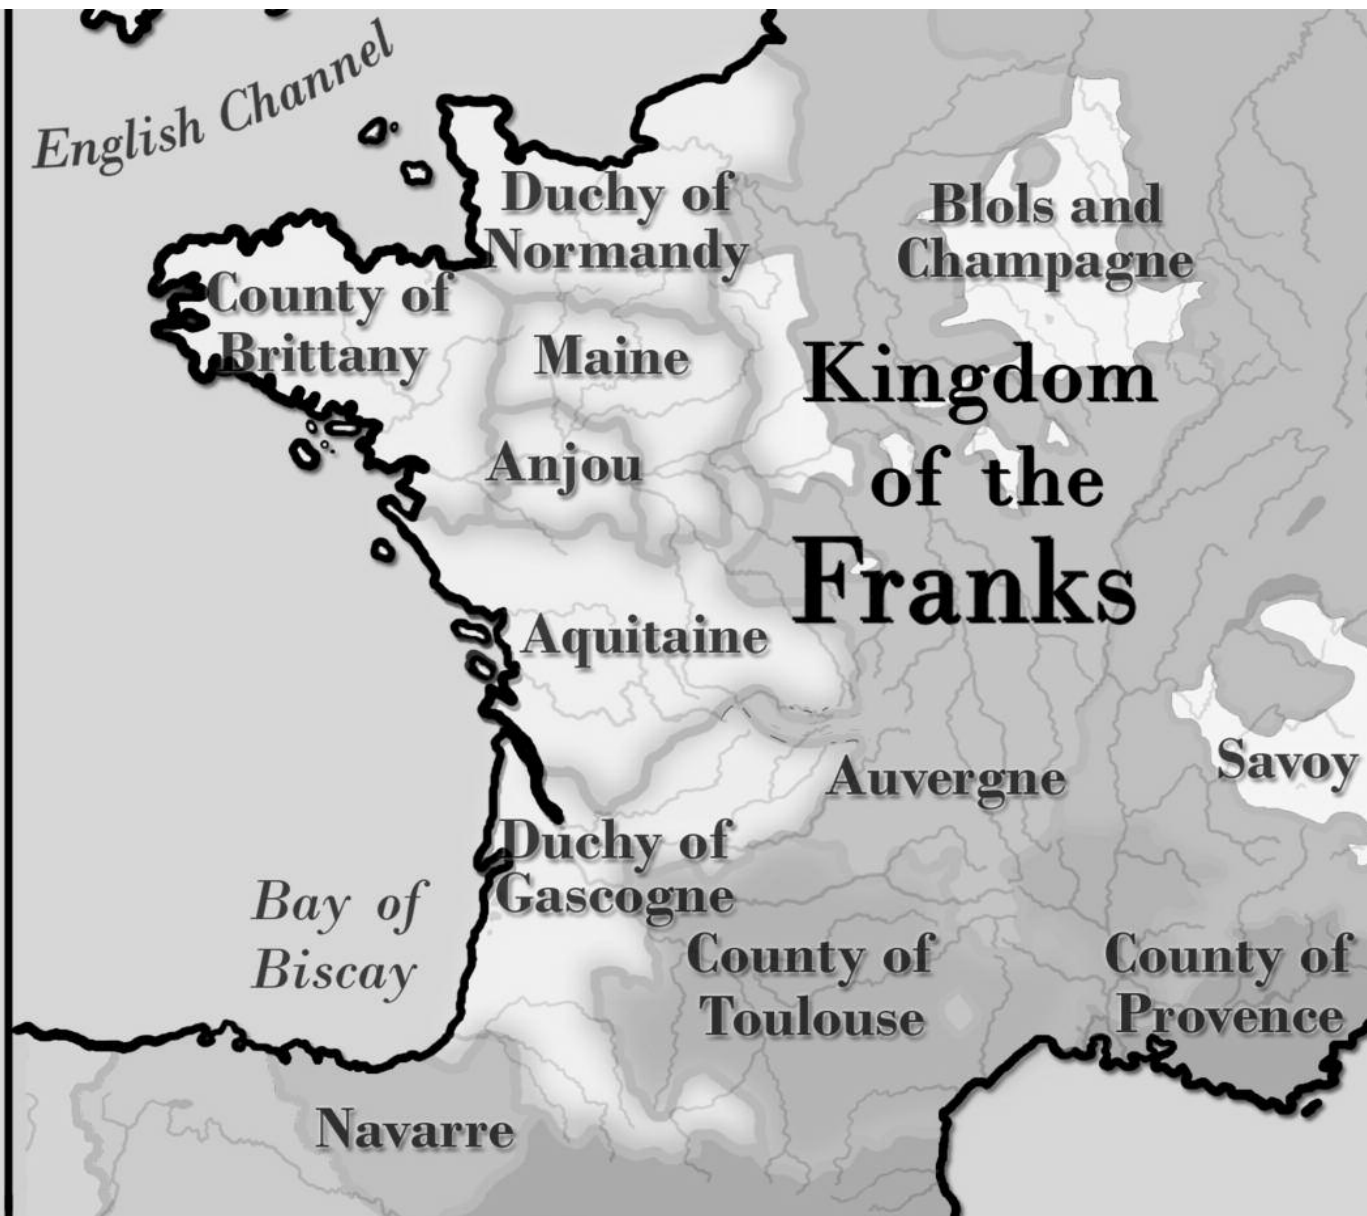 English Channel
Duchy of
Normandy
Blols and
Champagne
County of
Brittany
Maine
Kingdom
of the
Franks
Anjou
Aquitaine
Savoy
Auvergne
Duchy of
Gascogne
Bay of
Biscay
County of
Toulouse
County of
Provence
Navarre